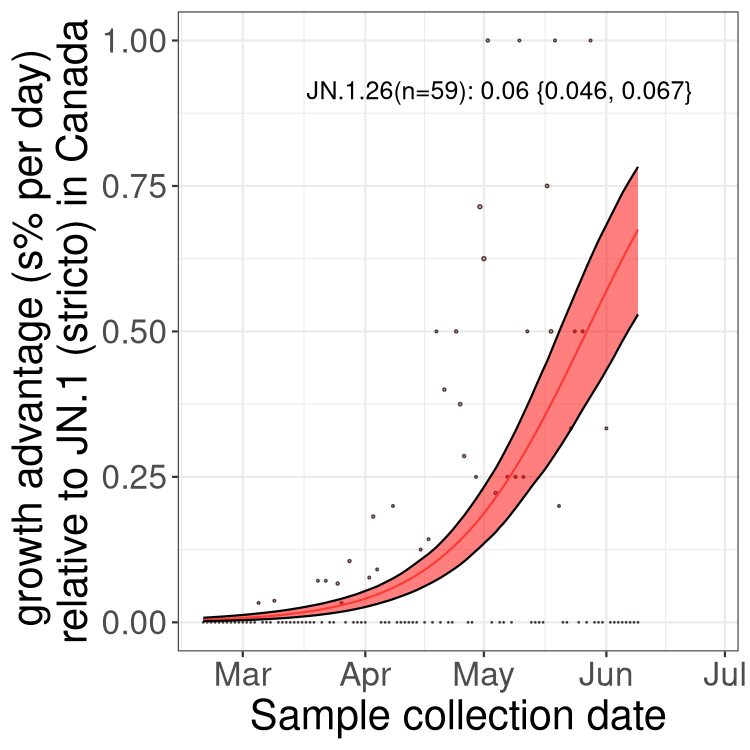 growth advantage (s% per day)
relative to JN.1 (stricto) in Canada
1.00
0.75
0.50
0.25
0.00
JN.1.26(n=59): 0.06 {0.046, 0.067}
Mar Apr May Jun Jul
Sample collection date